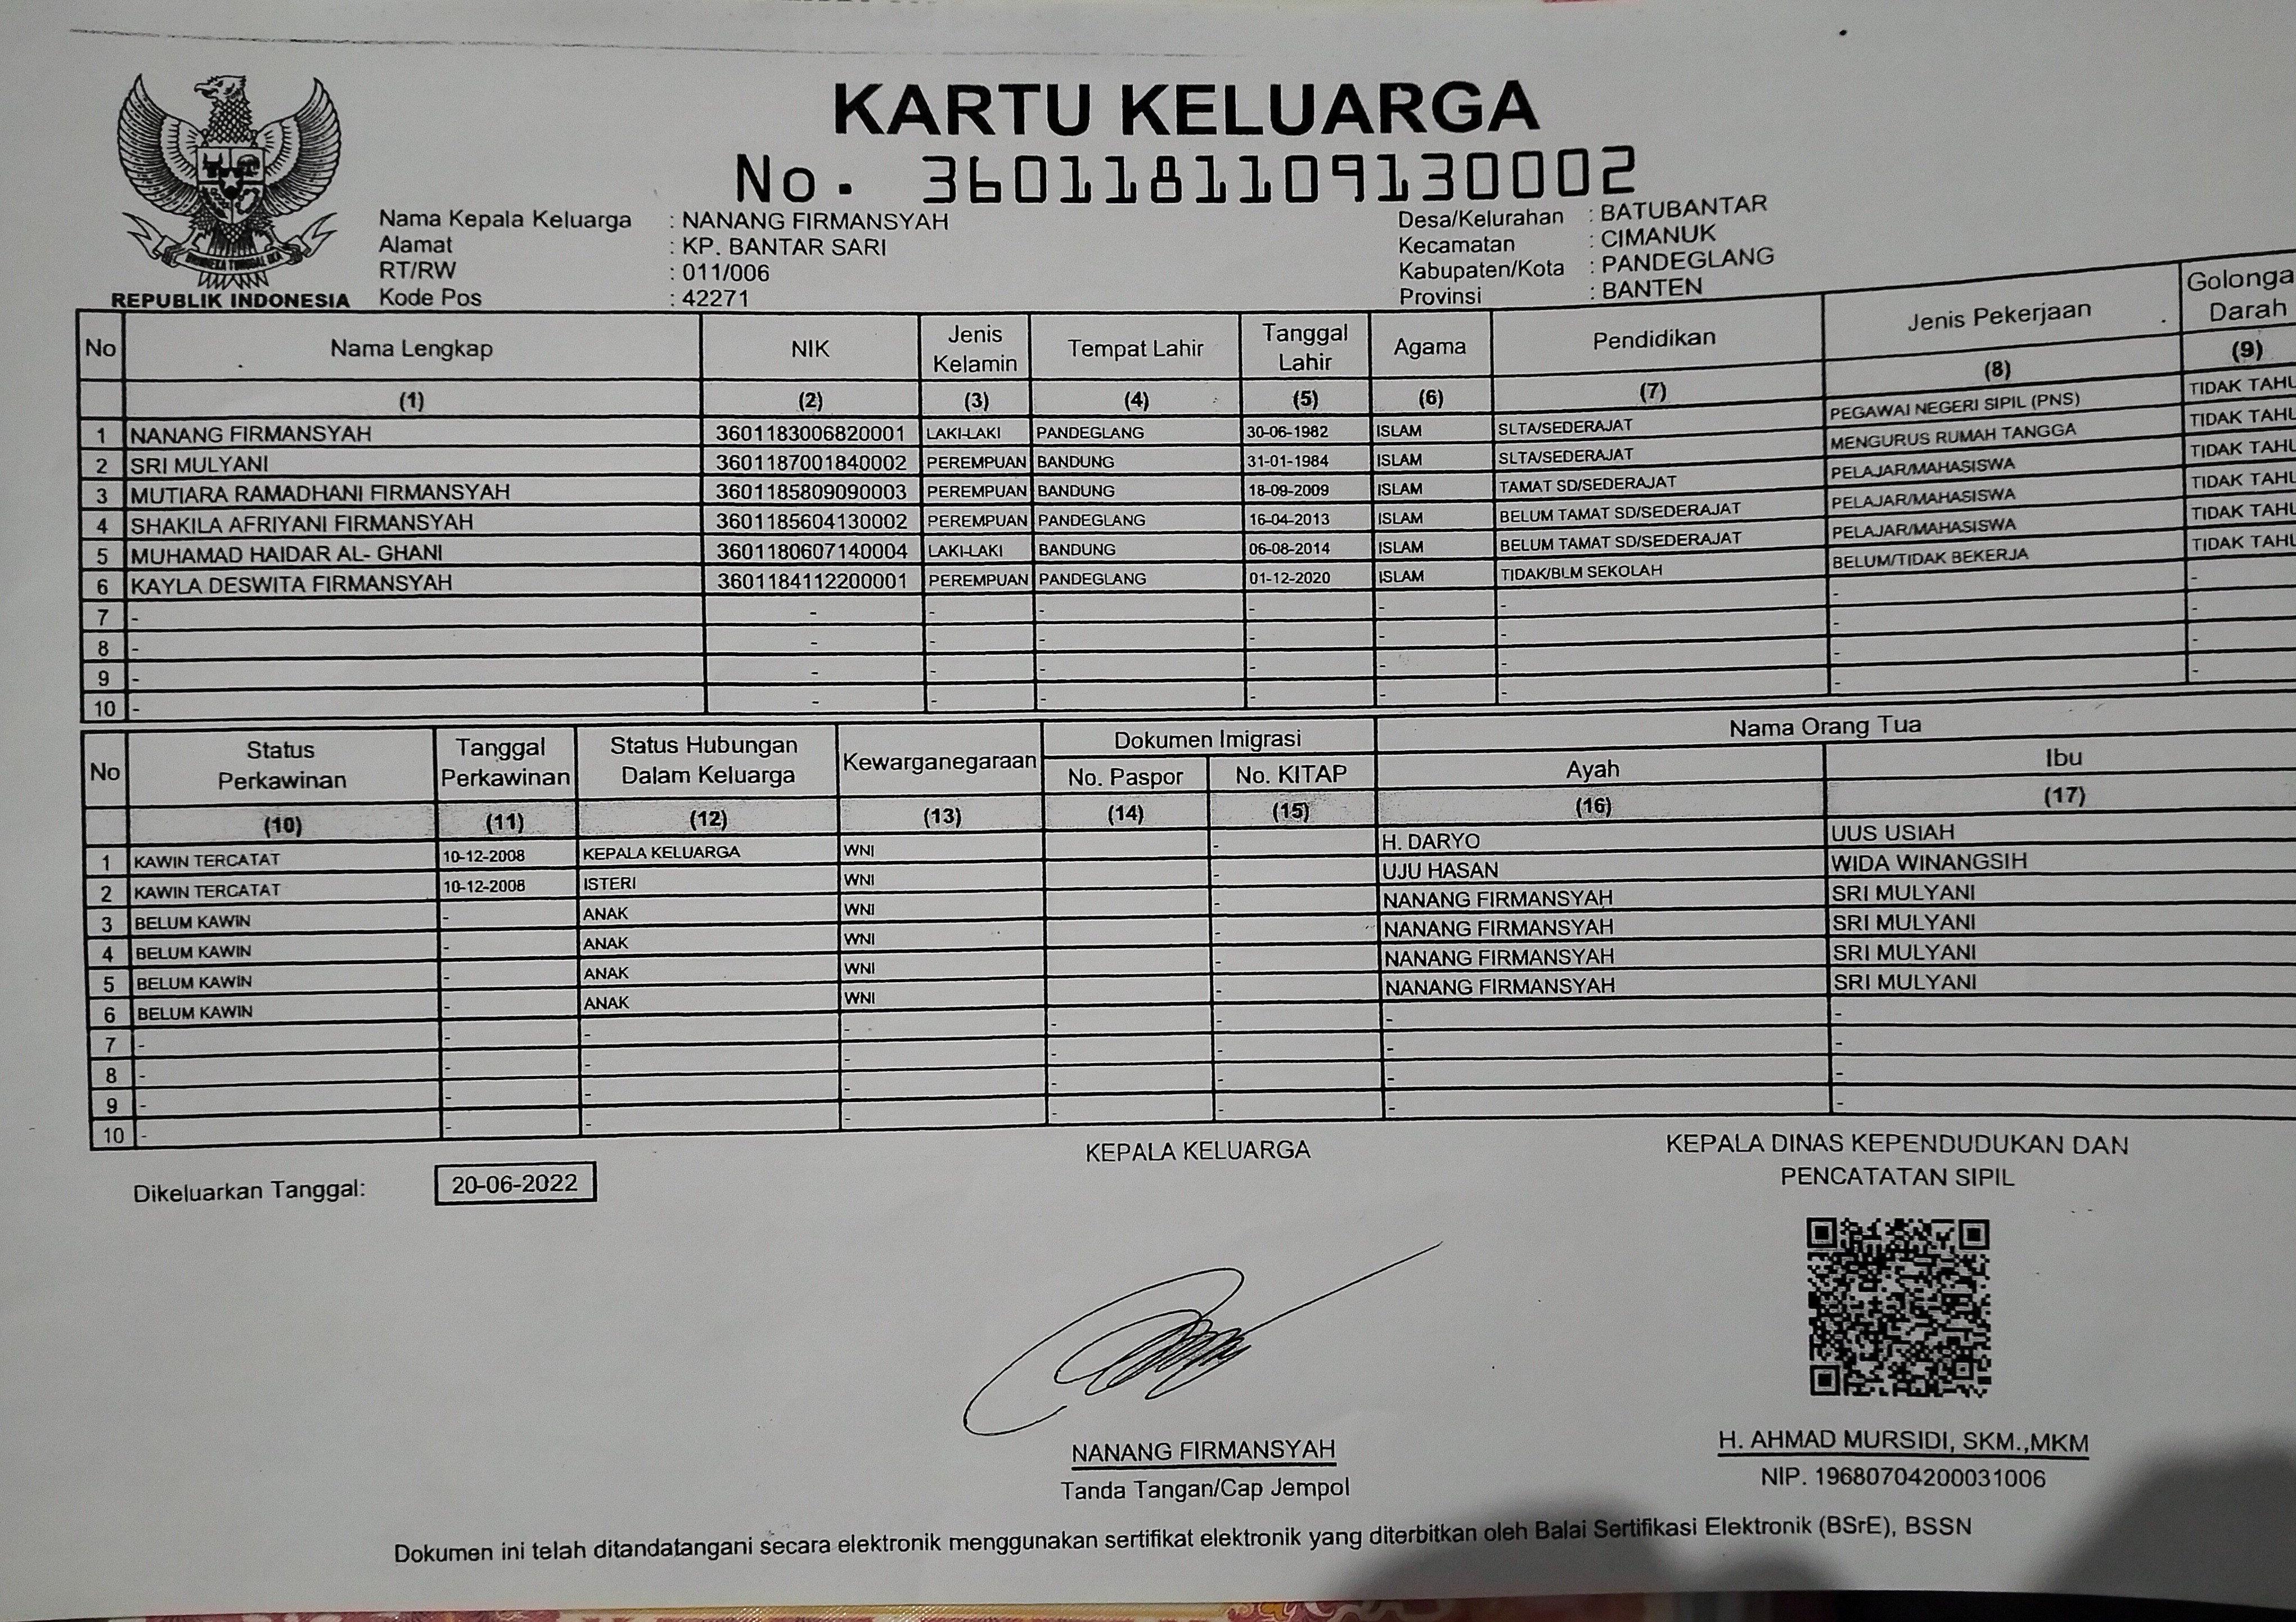 KARTU KELUARGA
No. 3601181109130002
Nama Kepala Keluarga : NANANG FIRMANSYAH
Alamat : KP. BANTAR SARI
RT/RW : 011/006
Kode Pos : 42271
Desa/Kelurahan : BATUBANTAR
Kecamatan : CIMANUK
Kabupaten/Kota : PANDEGLANG
Provinsi : BANTEN
BHINNEKA TUNGGAL IKA
REPUBLIK INDONESIA
No Nama Lengkap NIK Jenis Kelamin Tempat Lahir Tanggal Lahir Agama Pendidikan Jenis Pekerjaan Golonga Darah
(1) (2) (3) (4) (5) (6) (7) (8) (9)
1 NANANG FIRMANSYAH 3601183006820001 LAKI-LAKI PANDEGLANG 30-06-1982 ISLAM SLTA/SEDERAJAT PEGAWAI NEGERI SIPIL (PNS) TIDAK TAHU
2 SRI MULYANI 3601187001840002 PEREMPUAN BANDUNG 31-01-1984 ISLAM SLTA/SEDERAJAT MENGURUS RUMAH TANGGA TIDAK TAHU
3 MUTIARA RAMADHANI FIRMANSYAH 3601185809090003 PEREMPUAN BANDUNG 18-09-2009 ISLAM TAMAT SD/SEDERAJAT PELAJAR/MAHASISWA TIDAK TAHU
4 SHAKILA AFRIYANI FIRMANSYAH 3601185604130002 PEREMPUAN PANDEGLANG 16-04-2013 ISLAM BELUM TAMAT SD/SEDERAJAT PELAJAR/MAHASISWA TIDAK TAHU
5 MUHAMAD HAIDAR AL- GHANI 3601180607140004 LAKI-LAKI BANDUNG 06-08-2014 ISLAM BELUM TAMAT SD/SEDERAJAT PELAJAR/MAHASISWA TIDAK TAHU
6 KAYLA DESWITA FIRMANSYAH 3601184112200001 PEREMPUAN PANDEGLANG 01-12-2020 ISLAM TIDAK/BLM SEKOLAH BELUM/TIDAK BEKERJA TIDAK TAHU
7 - - - - - - - - -
8 - - - - - - - - -
9 - - - - - - - - -
10 - - - - - - - - -
No Status Perkawinan Tanggal Perkawinan Status Hubungan Dalam Keluarga Kewarganegaraan Dokumen Imigrasi No. Paspor No. KITAP Nama Orang Tua Ayah Ibu
(10) (11) (12) (13) (14) (15) (16) (17)
1 KAWIN TERCATAT 10-12-2008 KEPALA KELUARGA WNI - H. DARYO UUS USIAH
2 KAWIN TERCATAT 10-12-2008 ISTERI WNI - UJU HASAN WIDA WINANGSIH
3 BELUM KAWIN - ANAK WNI - NANANG FIRMANSYAH SRI MULYANI
4 BELUM KAWIN - ANAK WNI - NANANG FIRMANSYAH SRI MULYANI
5 BELUM KAWIN - ANAK WNI - NANANG FIRMANSYAH SRI MULYANI
6 BELUM KAWIN - ANAK WNI - NANANG FIRMANSYAH SRI MULYANI
7 - - - - - - - -
8 - - - - - - - -
9 - - - - - - - -
10 - - - - - - - -
Dikeluarkan Tanggal: 20-06-2022
KEPALA KELUARGA
NANANG FIRMANSYAH
Tanda Tangan/Cap Jempol
KEPALA DINAS KEPENDUDUKAN DAN
PENCATATAN SIPIL
H. AHMAD MURSIDI, SKM.,MKM
NIP. 19680704200031006
Dokumen ini telah ditandatangani secara elektronik menggunakan sertifikat elektronik yang diterbitkan oleh Balai Sertifikasi Elektronik (BSrE), BSSN